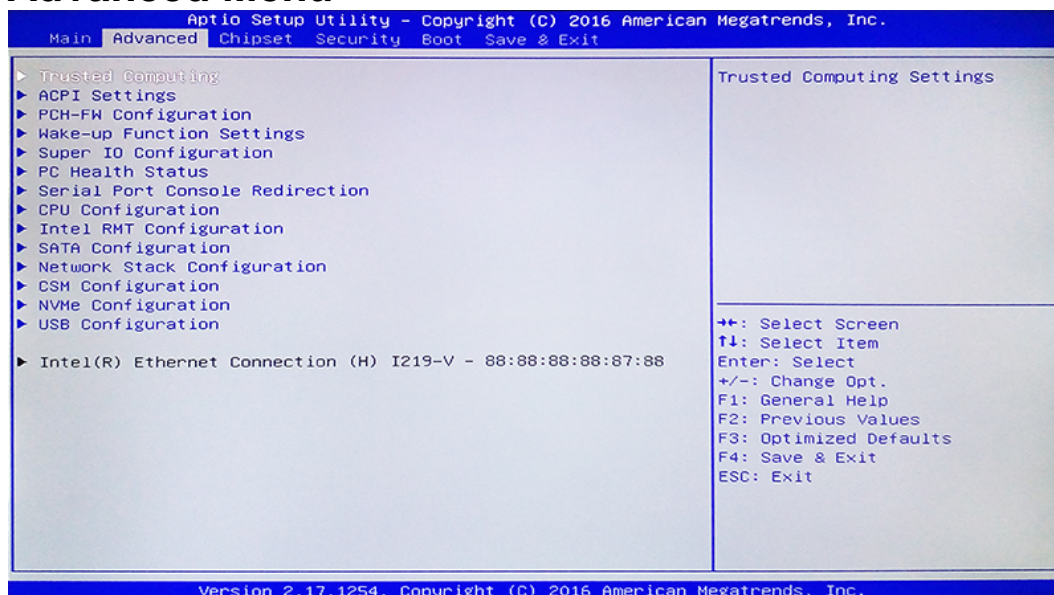 Advanced Menu
Aptio Setup Utility – Copyright (C) 2016 American Megatrends, Inc.
Main Advanced Chipset Security Boot Save & Exit
▶ Trusted Computing
▶ ACPI Settings
▶ PCH-FW Configuration
▶ Wake-up Function Settings
▶ Super IO Configuration
▶ PC Health Status
▶ Serial Port Console Redirection
▶ CPU Configuration
▶ Intel RMT Configuration
▶ SATA Configuration
▶ Network Stack Configuration
▶ CSM Configuration
▶ NVMe Configuration
▶ USB Configuration
▶ Intel(R) Ethernet Connection (H) I219-V - 88:88:88:88:87:88
Trusted Computing Settings
→←: Select Screen
↑↓: Select Item
Enter: Select
+/-: Change Opt.
F1: General Help
F2: Previous Values
F3: Optimized Defaults
F4: Save & Exit
ESC: Exit
Version 2.17.1254. Copyright (C) 2016 American Megatrends, Inc.